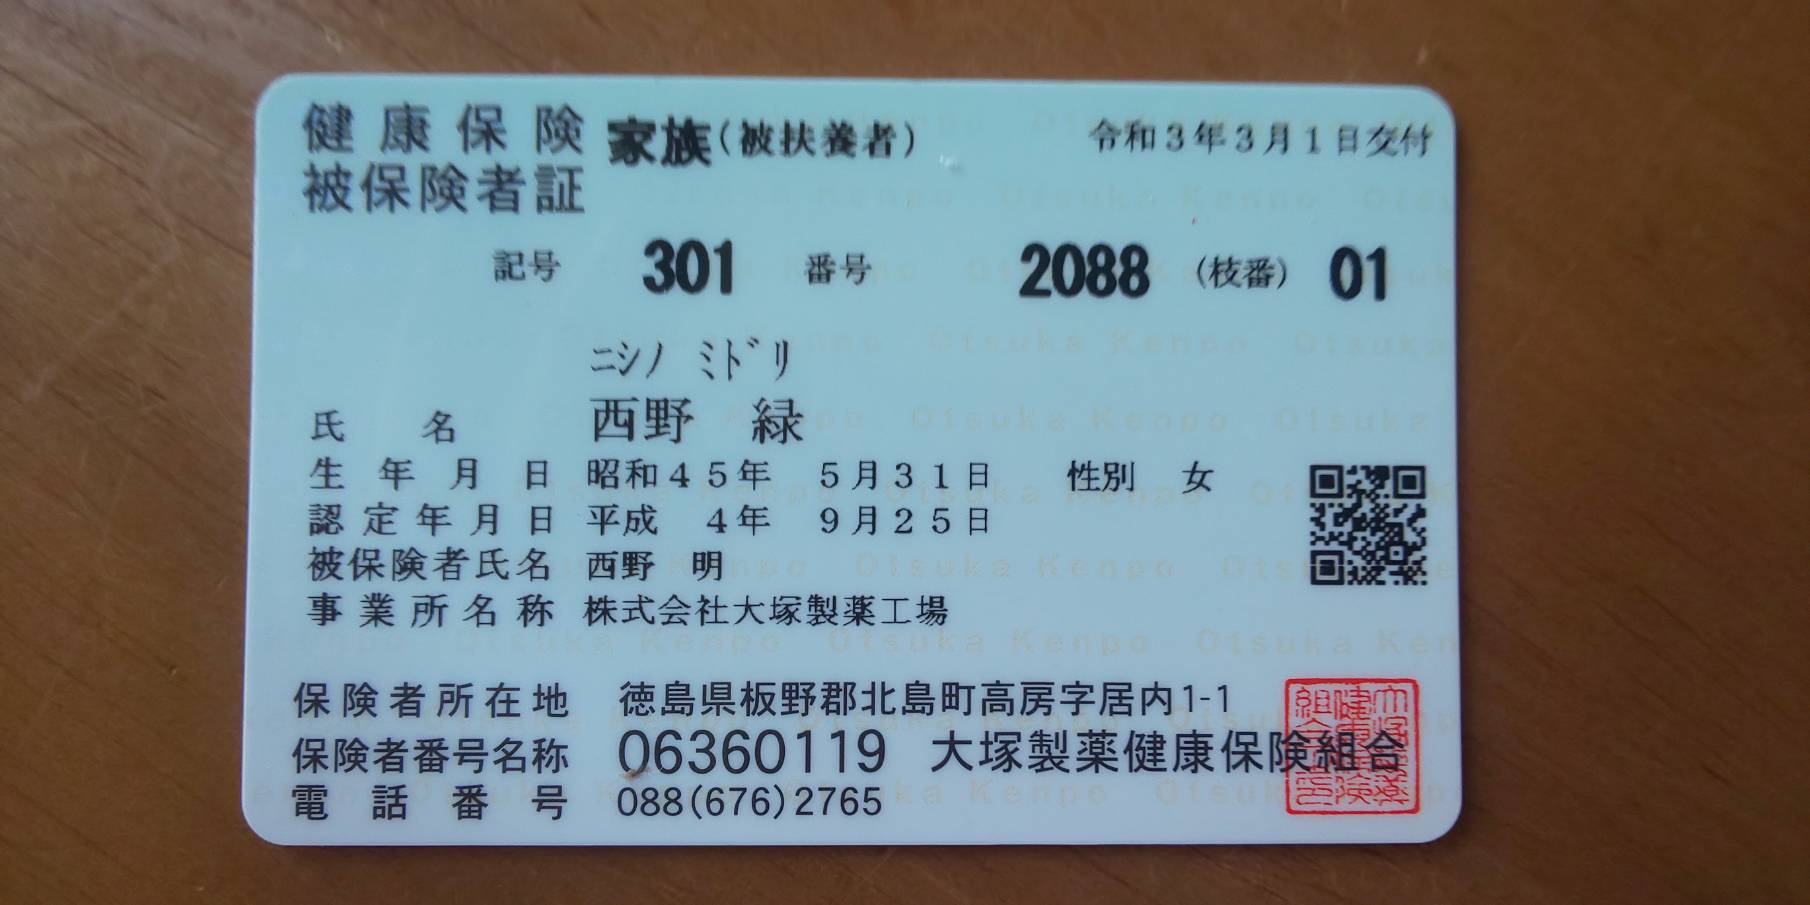 健康保険 家族(被扶養者) 令和3年3月1日交付
被保険者証
記号 301 番号 2088 (枝番) 01
ﾆｼﾉ ﾐﾄﾞﾘ
氏名 西野 緑
生年月日 昭和45年 5月31日 性別 女
認定年月日 平成 4年 9月25日
被保険者氏名 西野 明
事業所名称 株式会社大塚製薬工場
保険者所在地 徳島県板野郡北島町高房字居内1-1
保険者番号名称 06360119 大塚製薬健康保険組合
電話番号 088(676)2765
Otsuka Kenpo